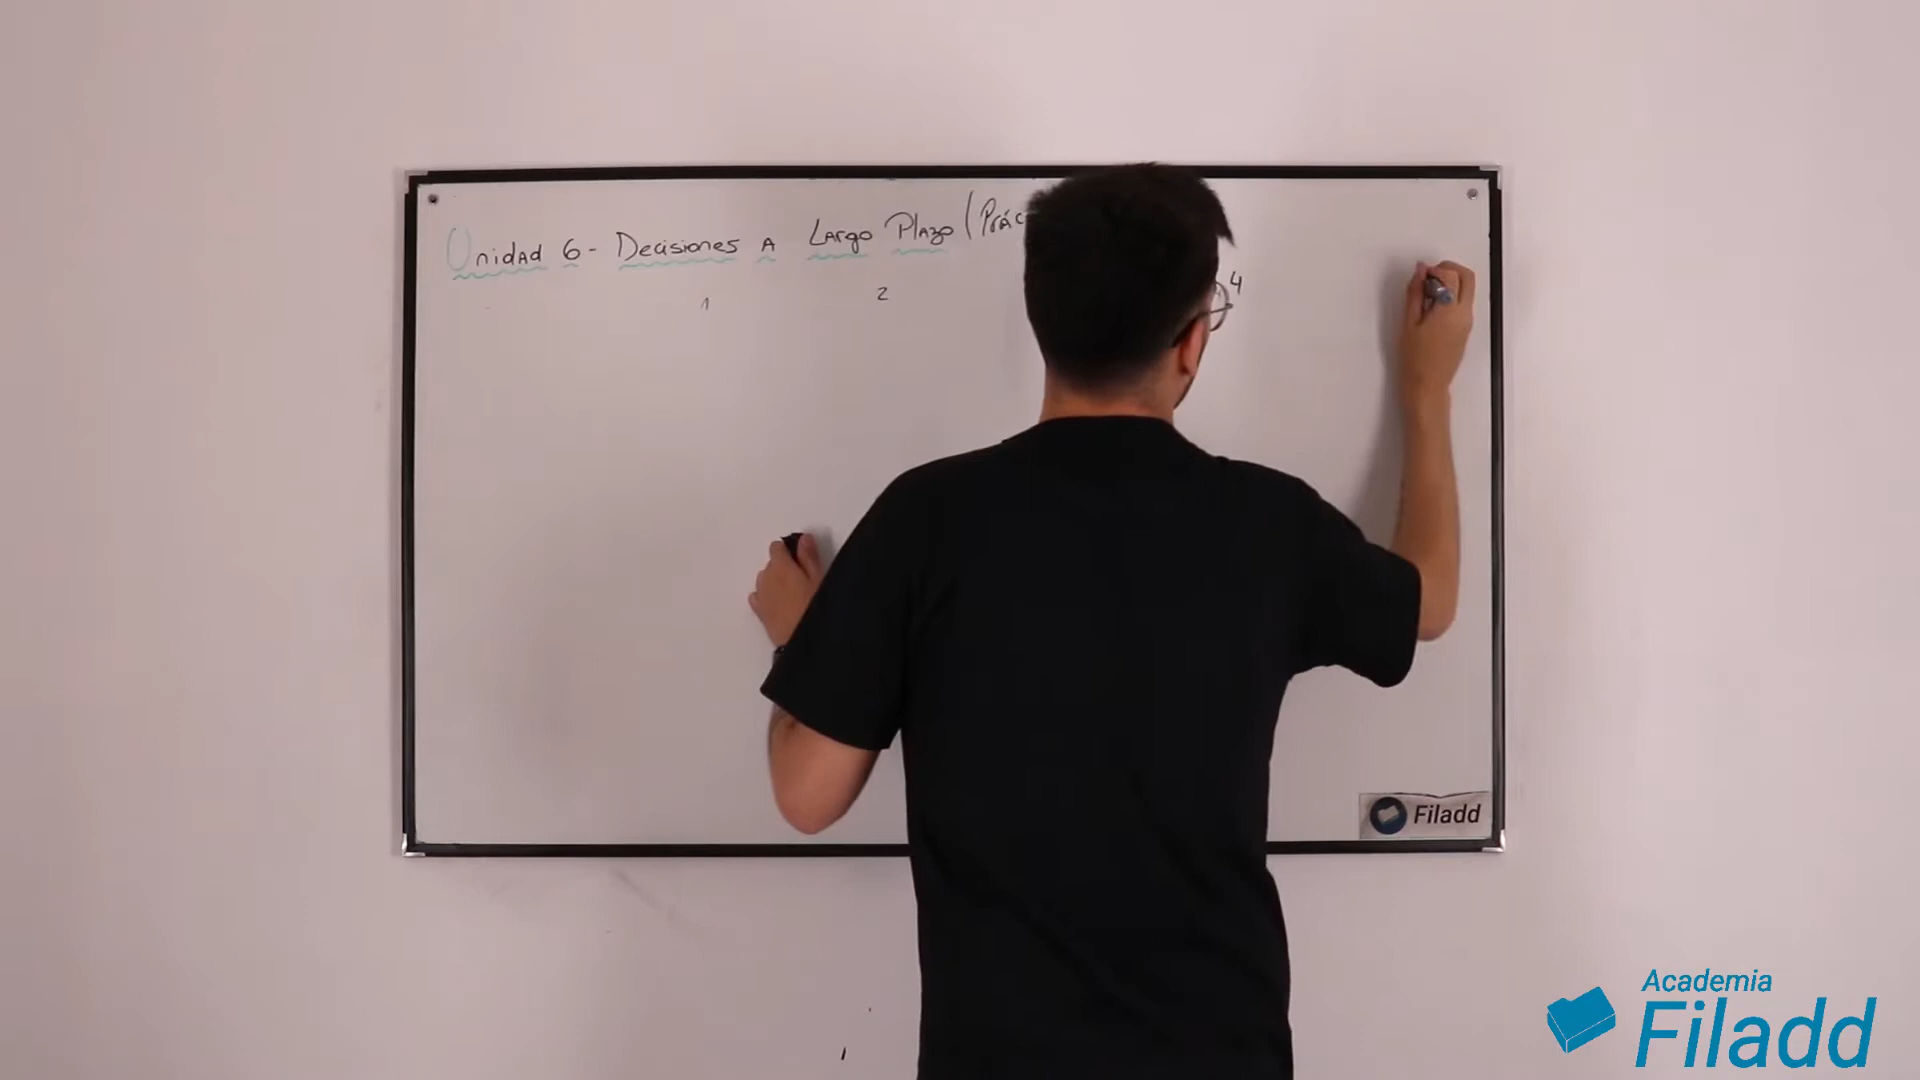 Unidad 6 - Decisiones A Largo Plazo (Prác
1 2 4
Filadd
Academia
Filadd